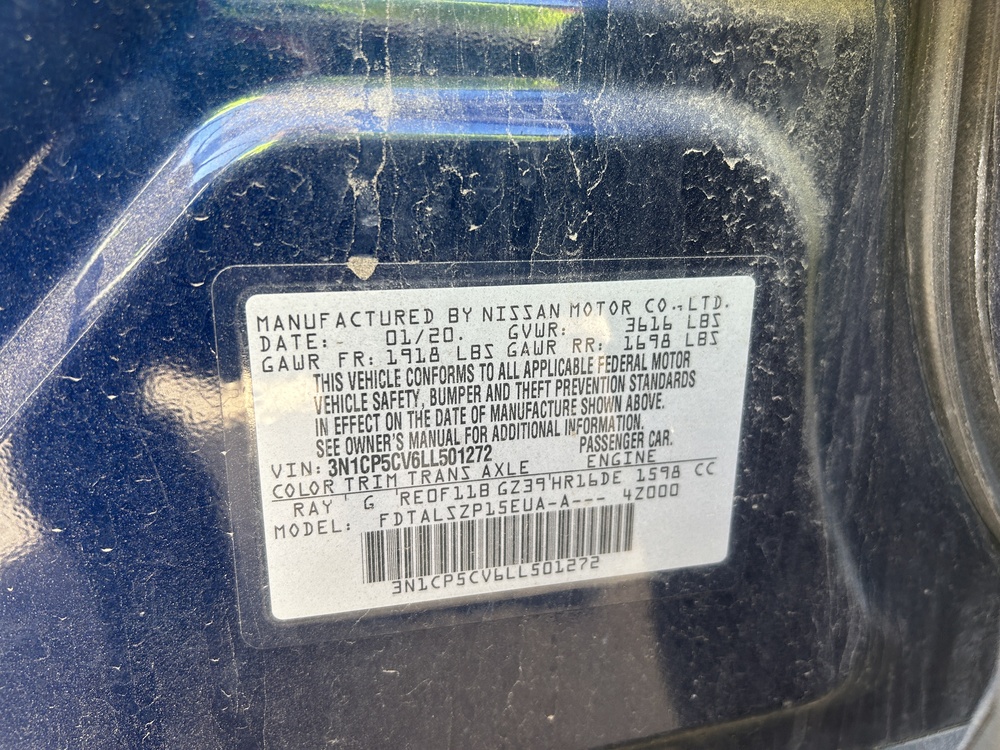 MANUFACTURED BY NISSAN MOTOR CO.,LTD.
DATE: 01/20. GVWR: 3616 LBS
GAWR FR: 1918 LBS GAWR RR: 1698 LBS
THIS VEHICLE CONFORMS TO ALL APPLICABLE FEDERAL MOTOR
VEHICLE SAFETY, BUMPER AND THEFT PREVENTION STANDARDS
IN EFFECT ON THE DATE OF MANUFACTURE SHOWN ABOVE.
SEE OWNER'S MANUAL FOR ADDITIONAL INFORMATION.
VIN: 3N1CP5CV6LL501272 PASSENGER CAR.
COLOR TRIM TRANS AXLE ENGINE
RAY G RE0F11B GZ39 HR16DE 1598 CC
MODEL: FDTALSZP15EUA-A--- 4Z000
3N1CP5CV6LL501272